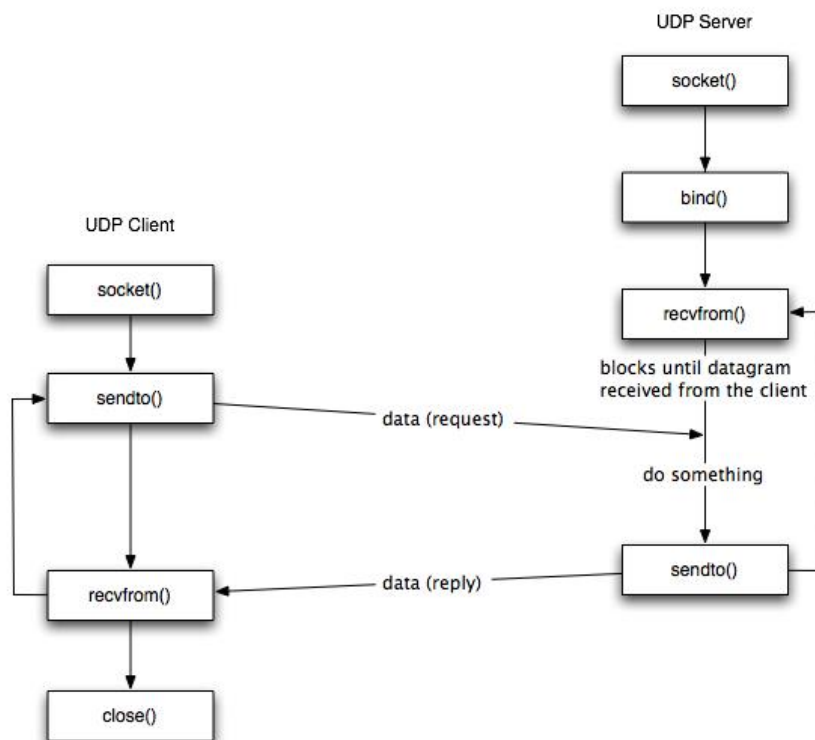 UDP Server
socket()
bind()
UDP Client
socket()
recvfrom()
blocks until datagram
received from the client
sendto()
data (request)
do something
sendto()
data (reply)
recvfrom()
close()